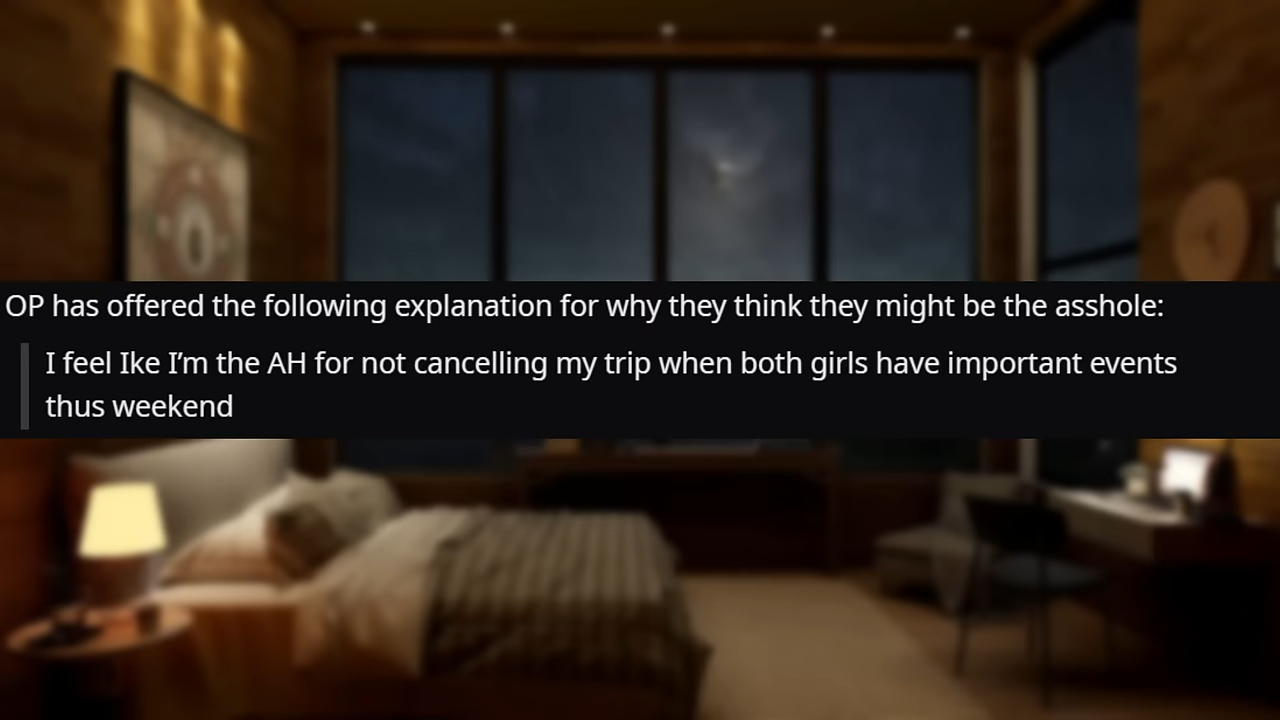 OP has offered the following explanation for why they think they might be the asshole:
I feel Ike I’m the AH for not cancelling my trip when both girls have important events
thus weekend